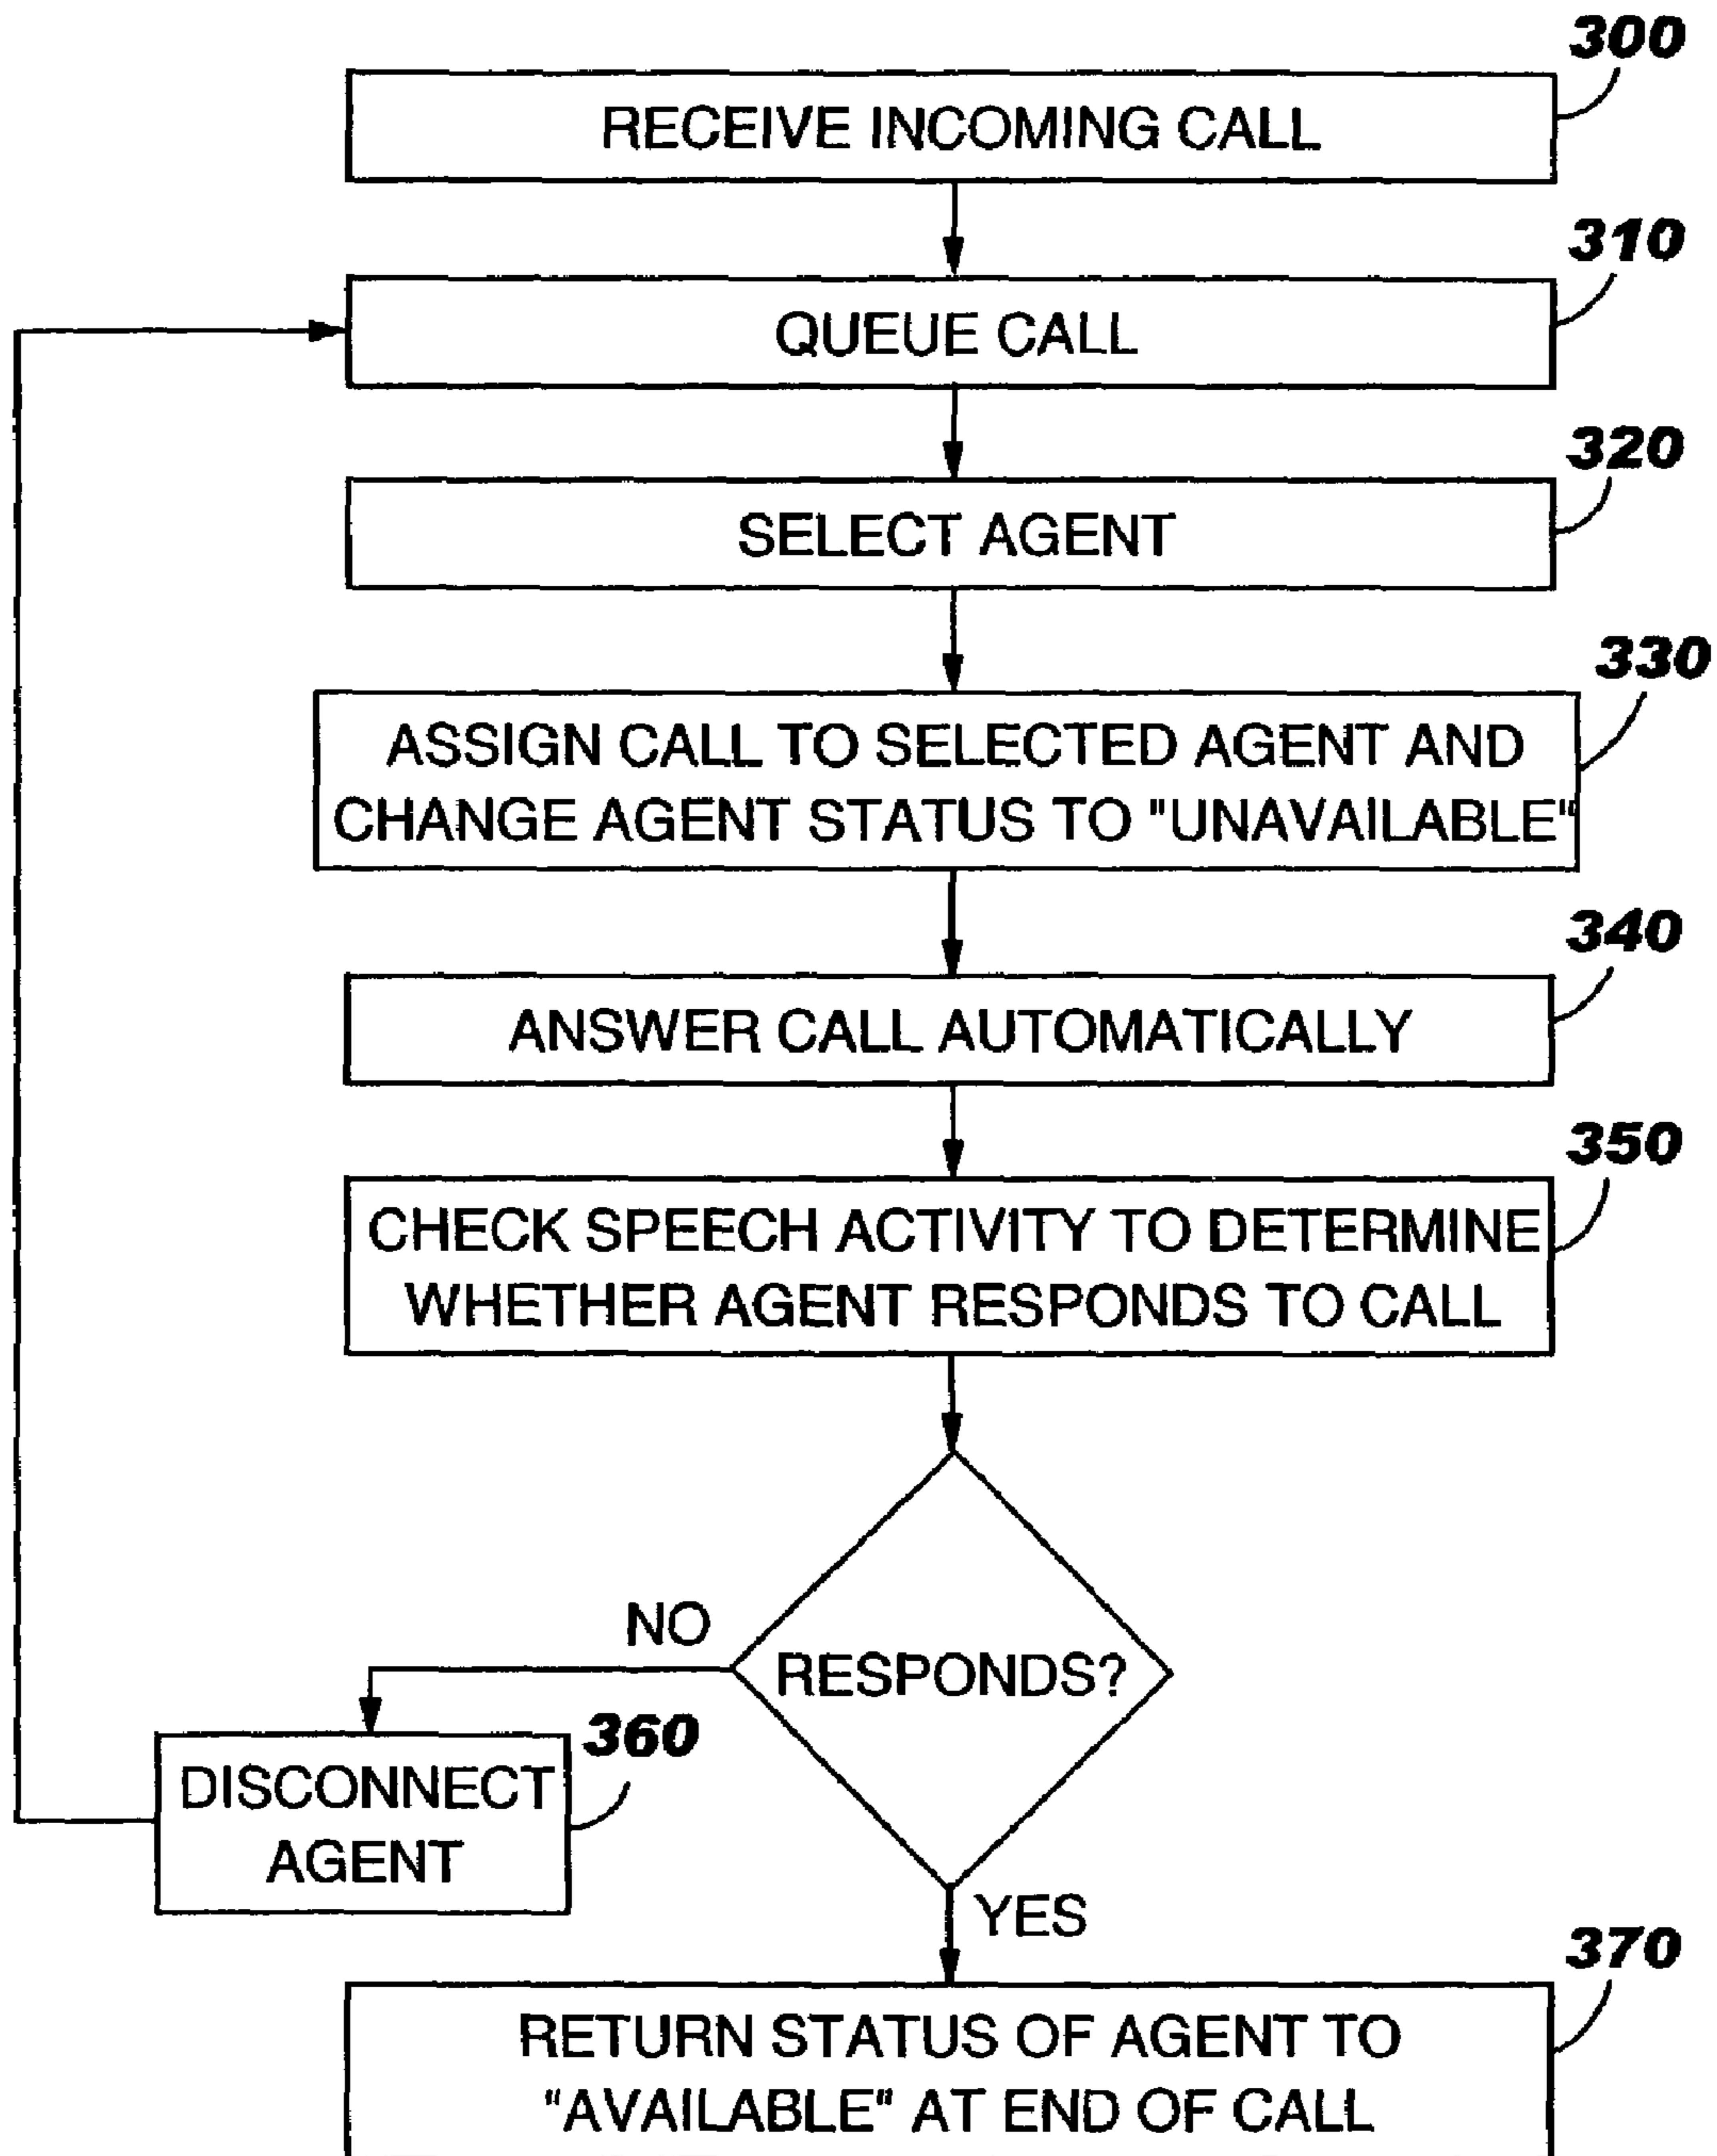 300
RECEIVE INCOMING CALL
310
QUEUE CALL
320
SELECT AGENT
330
ASSIGN CALL TO SELECTED AGENT AND
CHANGE AGENT STATUS TO "UNAVAILABLE"
340
ANSWER CALL AUTOMATICALLY
350
CHECK SPEECH ACTIVITY TO DETERMINE
WHETHER AGENT RESPONDS TO CALL
NO
RESPONDS?
360
DISCONNECT
AGENT
YES
370
RETURN STATUS OF AGENT TO
"AVAILABLE" AT END OF CALL